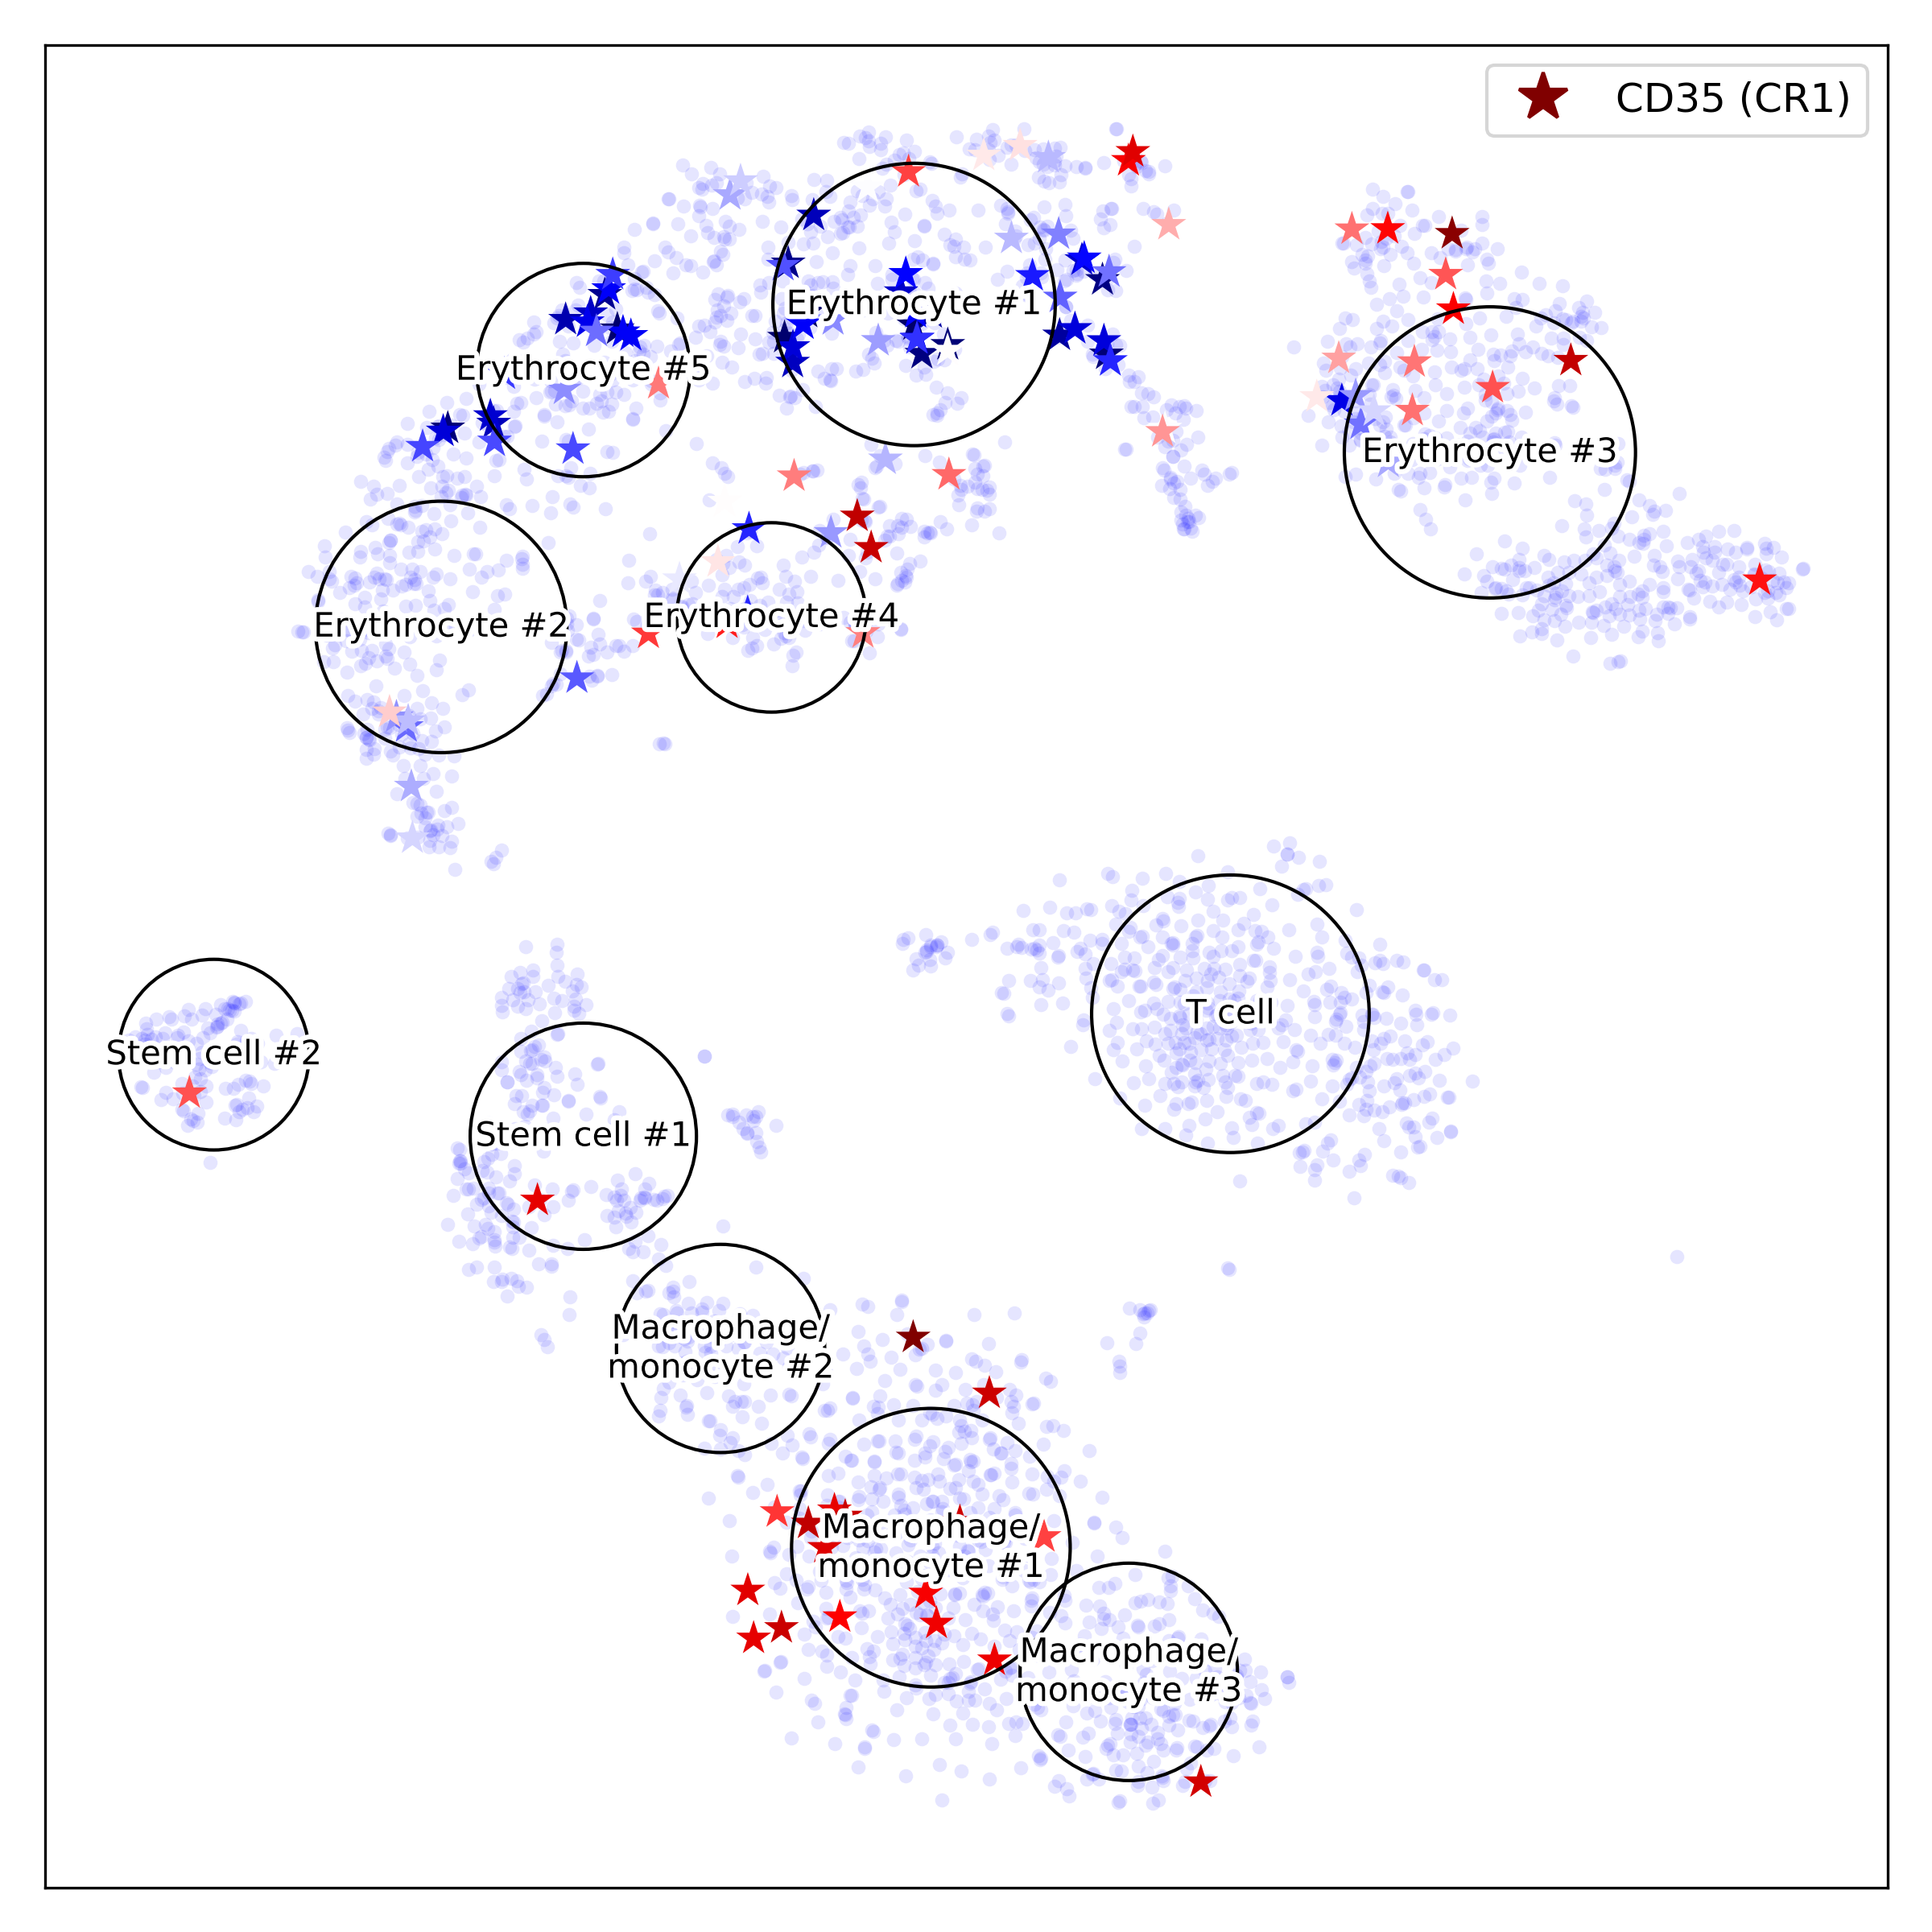 CD35 (CR1)
Erythrocyte #1
Erythrocyte #5
Erythrocyte #3
Erythrocyte #4
Erythrocyte #2
T cell
Stem cell #2
Stem cell #1
Macrophage/
monocyte #2
Macrophage/
monocyte #1
Macrophage/
monocyte #3